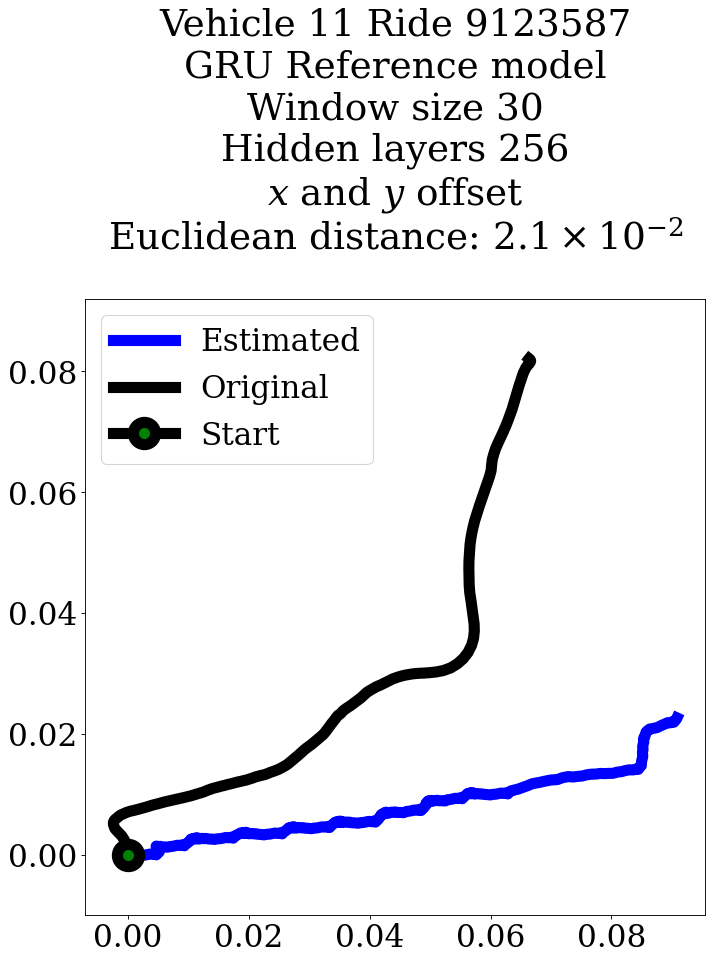 Vehicle 11 Ride 9123587
GRU Reference model
Window size 30
Hidden layers 256
x and y offset
Euclidean distance: 2.1 × 10⁻²
Estimated
Original
Start
0.08
0.06
0.04
0.02
0.00
0.00 0.02 0.04 0.06 0.08